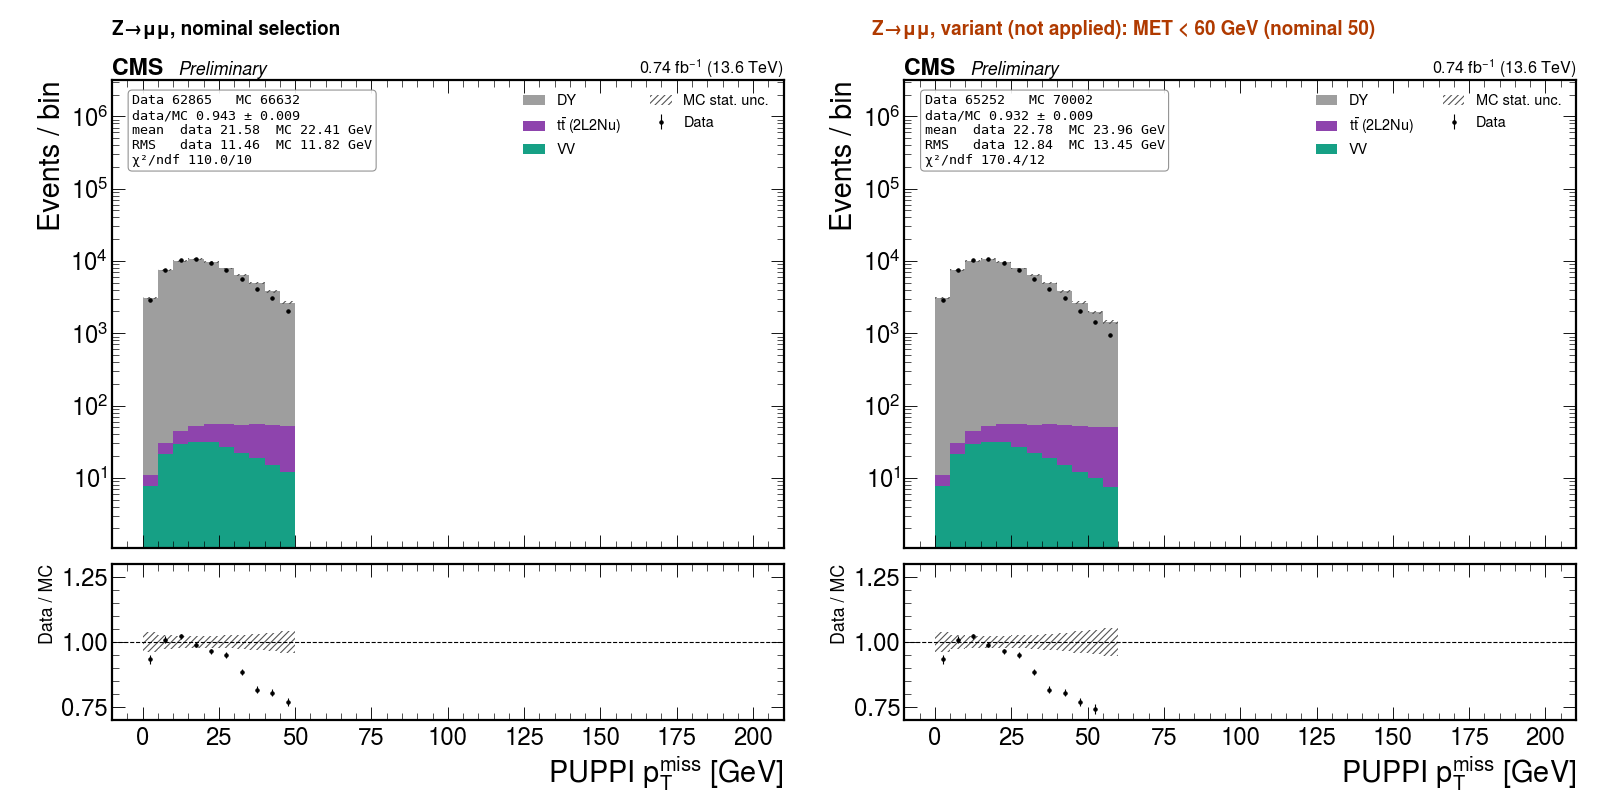 Z→μμ, nominal selection
CMS Preliminary
0.74 fb⁻¹ (13.6 TeV)
Events / bin
Data 62865   MC 66632
data/MC 0.943 ± 0.009
mean  data 21.58  MC 22.41 GeV
RMS   data 11.46  MC 11.82 GeV
χ²/ndf 110.0/10
DY
tt̄ (2L2Nu)
VV
MC stat. unc.
Data
10⁶
10⁵
10⁴
10³
10²
10¹
Data / MC
1.25
1.00
0.75
0 25 50 75 100 125 150 175 200
PUPPI p_T^miss [GeV]
Z→μμ, variant (not applied): MET < 60 GeV (nominal 50)
CMS Preliminary
0.74 fb⁻¹ (13.6 TeV)
Events / bin
Data 65252   MC 70002
data/MC 0.932 ± 0.009
mean  data 22.78  MC 23.96 GeV
RMS   data 12.84  MC 13.45 GeV
χ²/ndf 170.4/12
DY
tt̄ (2L2Nu)
VV
MC stat. unc.
Data
10⁶
10⁵
10⁴
10³
10²
10¹
Data / MC
1.25
1.00
0.75
0 25 50 75 100 125 150 175 200
PUPPI p_T^miss [GeV]